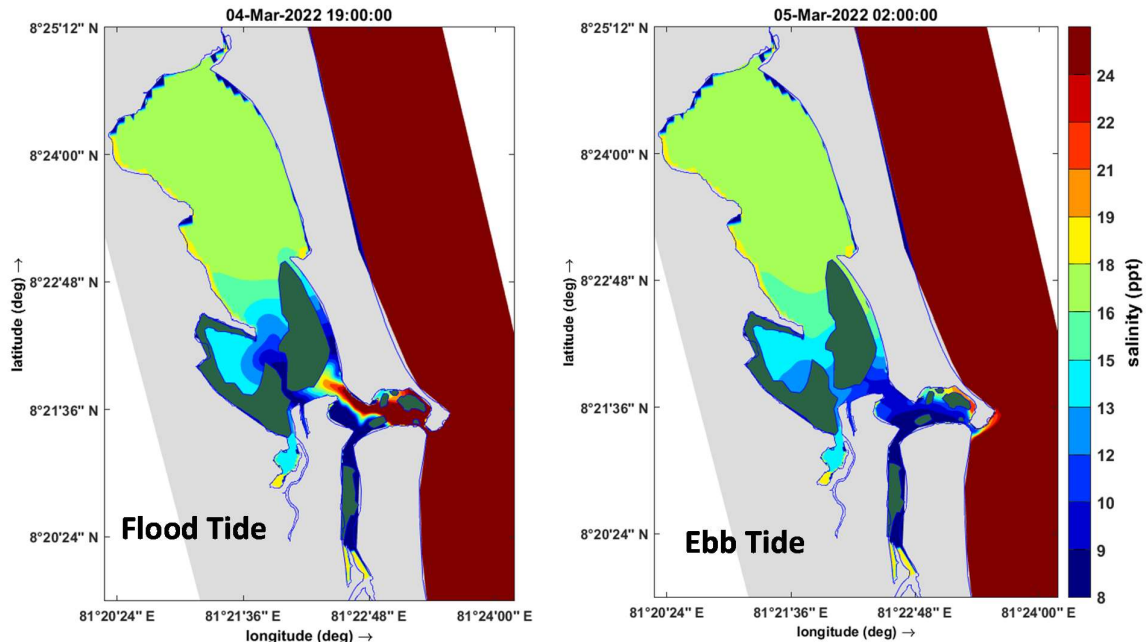 04-Mar-2022 19:00:00
8°25'12" N
8°24'00" N
8°22'48" N
8°21'36" N
8°20'24" N
latitude (deg) →
Flood Tide
81°20'24" E 81°21'36" E 81°22'48" E 81°24'00" E
longitude (deg) →
05-Mar-2022 02:00:00
8°25'12" N
8°24'00" N
8°22'48" N
8°21'36" N
8°20'24" N
latitude (deg) →
Ebb Tide
81°20'24" E 81°21'36" E 81°22'48" E 81°24'00" E
longitude (deg) →
24
22
21
19
18
16
15
13
12
10
9
8
salinity (ppt)